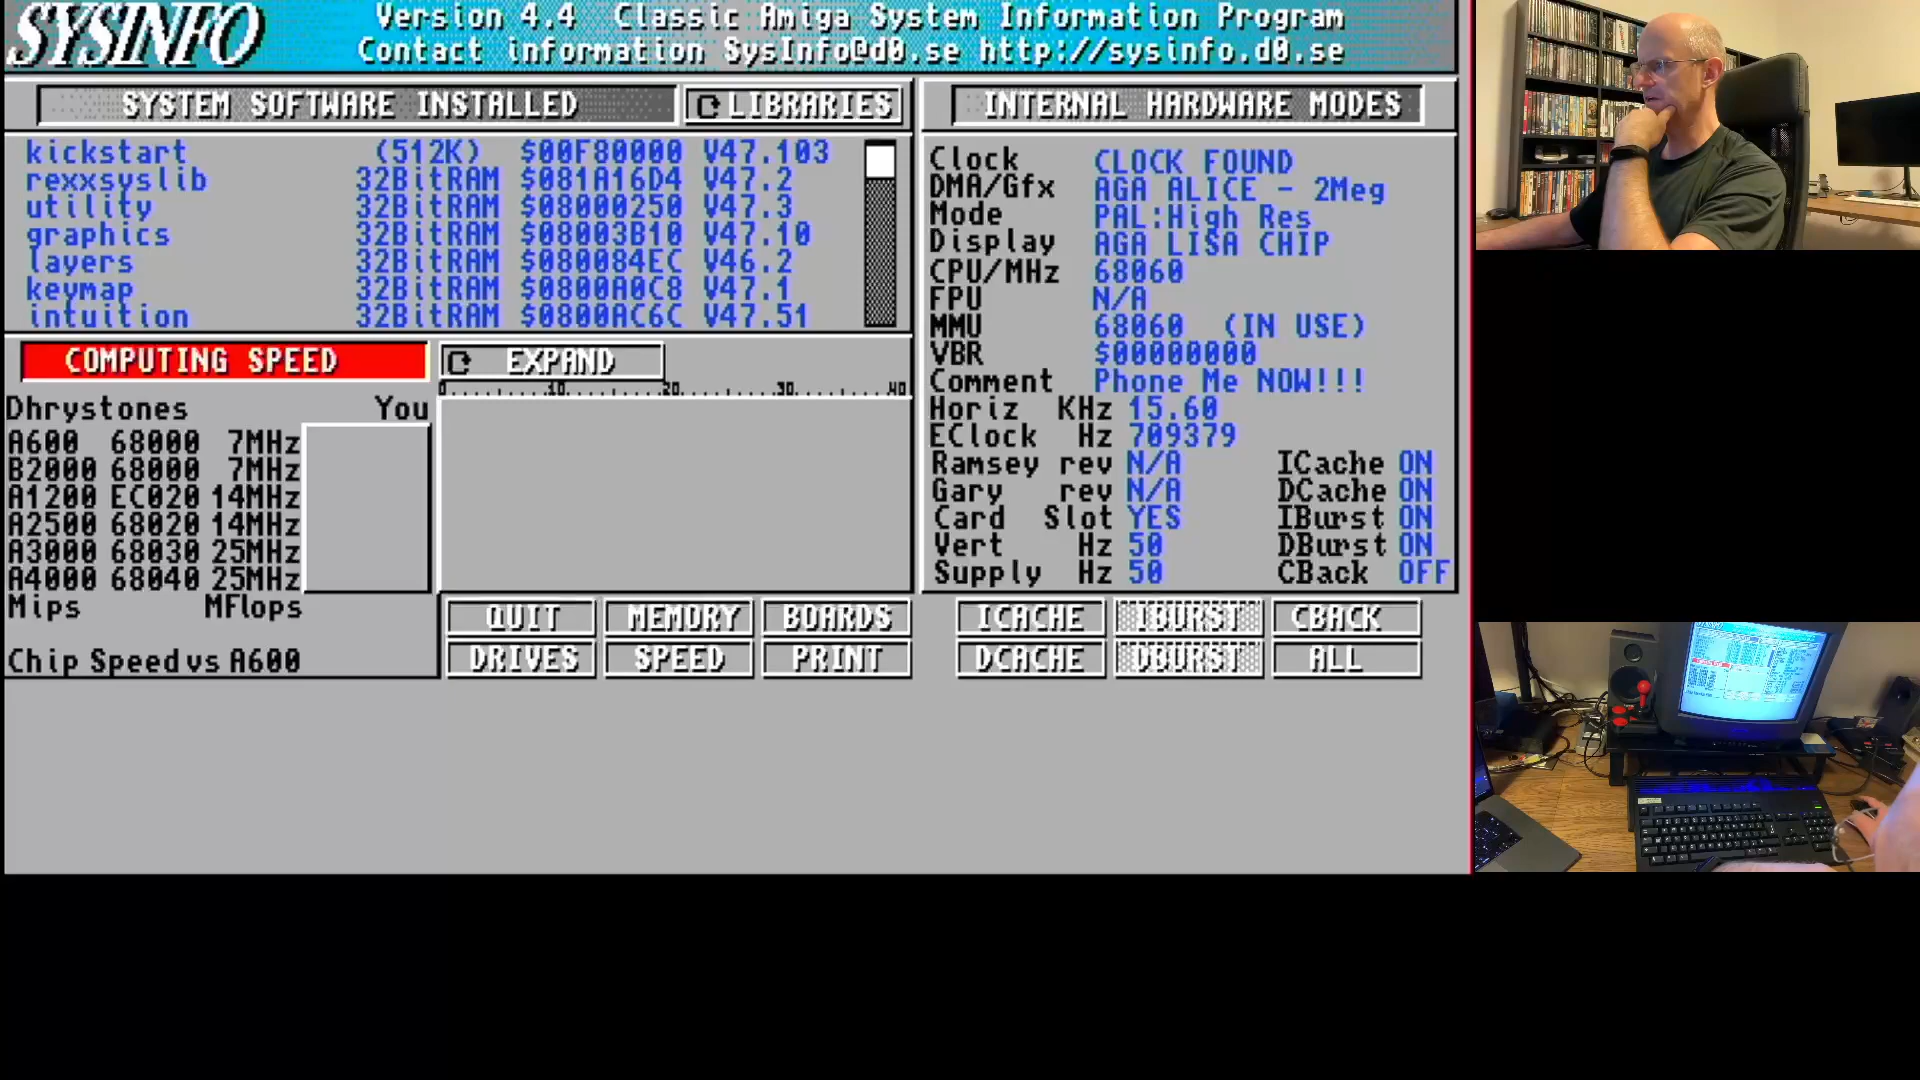 SYSINFO
Version 4.4 Classic Amiga System Information Program
Contact information SysInfo@d0.se http://sysinfo.d0.se
SYSTEM SOFTWARE INSTALLED LIBRARIES
kickstart (512K) $00F80000 V47.103
rexxsyslib 32BitRAM $081A16D4 V47.2
utility 32BitRAM $08000250 V47.3
graphics 32BitRAM $08003B10 V47.10
layers 32BitRAM $080084EC V46.2
keymap 32BitRAM $0800A0C8 V47.1
intuition 32BitRAM $0800AC6C V47.51
COMPUTING SPEED EXPAND
0 10 20 30 40
Dhrystones You
A600 68000 7MHz
B2000 68000 7MHz
A1200 EC020 14MHz
A2500 68020 14MHz
A3000 68030 25MHz
A4000 68040 25MHz
Mips MFlops
Chip Speed vs A600
QUIT MEMORY BOARDS
DRIVES SPEED PRINT
INTERNAL HARDWARE MODES
Clock CLOCK FOUND
DMA/Gfx AGA ALICE - 2Meg
Mode PAL:High Res
Display AGA LISA CHIP
CPU/MHz 68060
FPU N/A
MMU 68060 (IN USE)
VBR $00000000
Comment Phone Me NOW!!!
Horiz KHz 15.60
EClock Hz 709379
Ramsey rev N/A ICache ON
Gary rev N/A DCache ON
Card Slot YES IBurst ON
Vert Hz 50 DBurst ON
Supply Hz 50 CBack OFF
ICACHE IBURST CBACK
DCACHE DBURST ALL